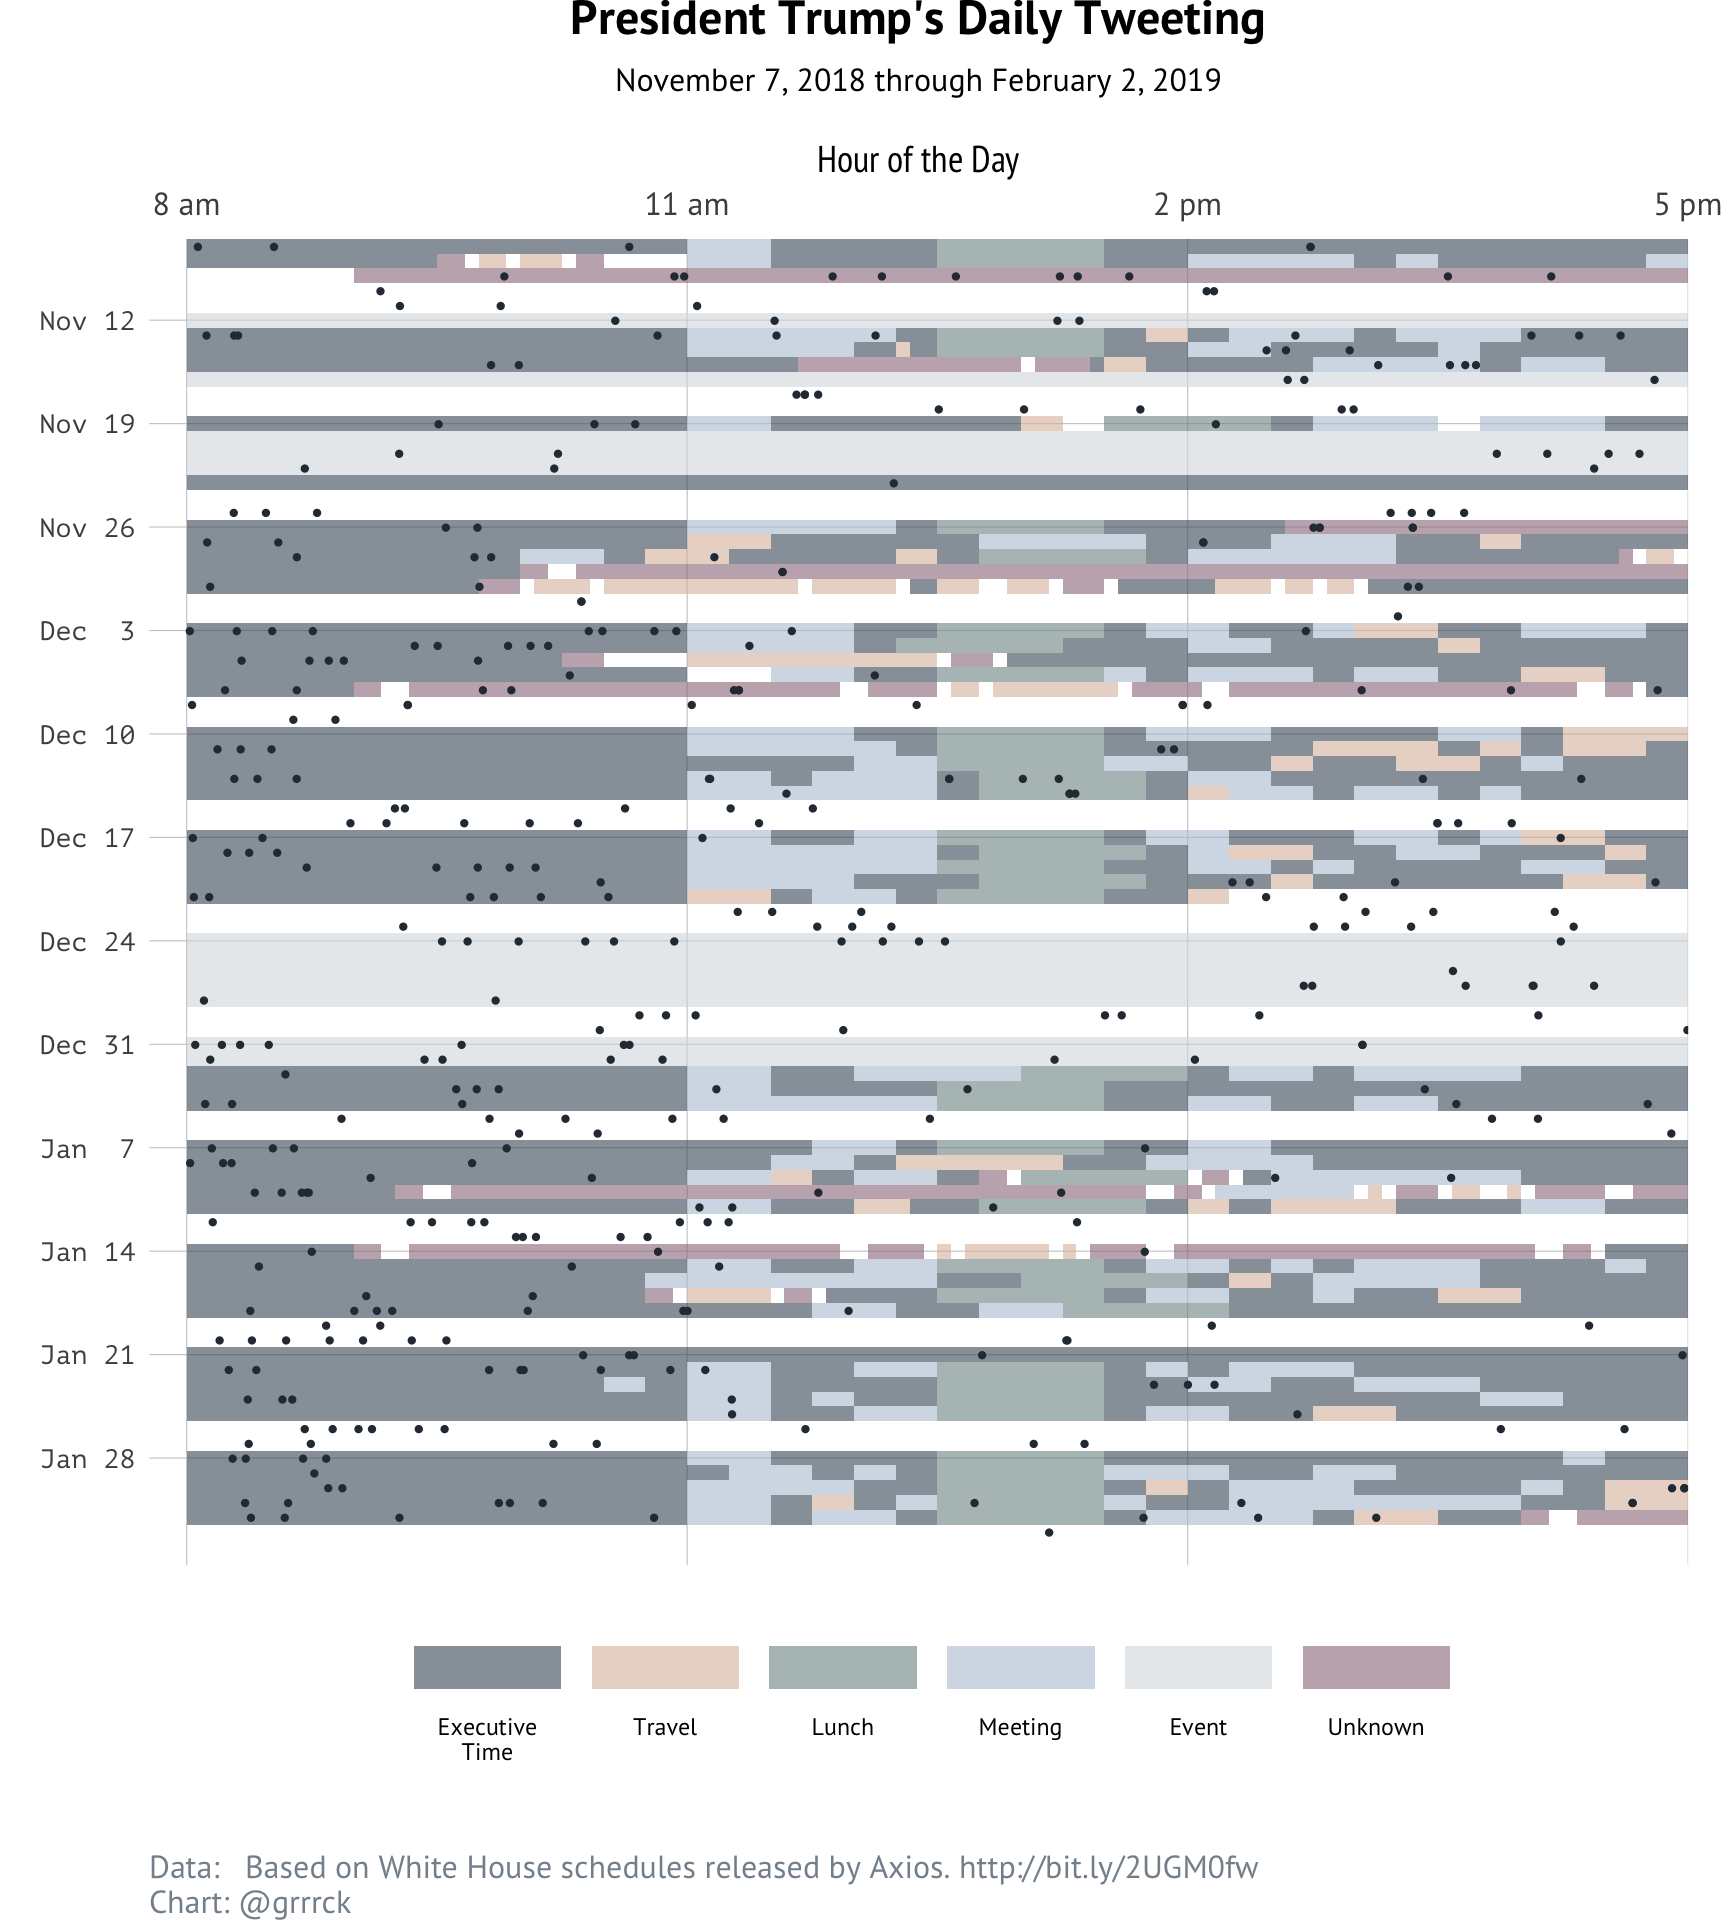 President Trump's Daily Tweeting
November 7, 2018 through February 2, 2019
Hour of the Day
8 am 11 am 2 pm 5 pm
Nov 12
Nov 19
Nov 26
Dec 3
Dec 10
Dec 17
Dec 24
Dec 31
Jan 7
Jan 14
Jan 21
Jan 28
Executive Time
Travel
Lunch
Meeting
Event
Unknown
Data: Based on White House schedules released by Axios. http://bit.ly/2UGM0fw
Chart: @grrrck